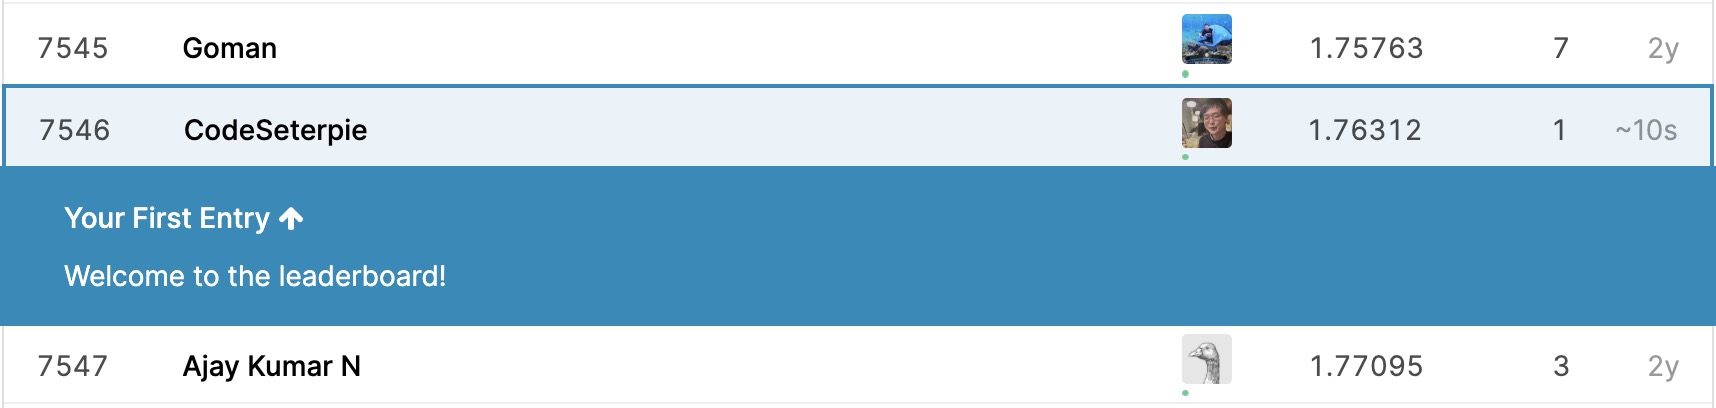 7545 Goman 1.75763 7 2y
7546 CodeSeterpie 1.76312 1 ~10s
Your First Entry ↑
Welcome to the leaderboard!
7547 Ajay Kumar N 1.77095 3 2y